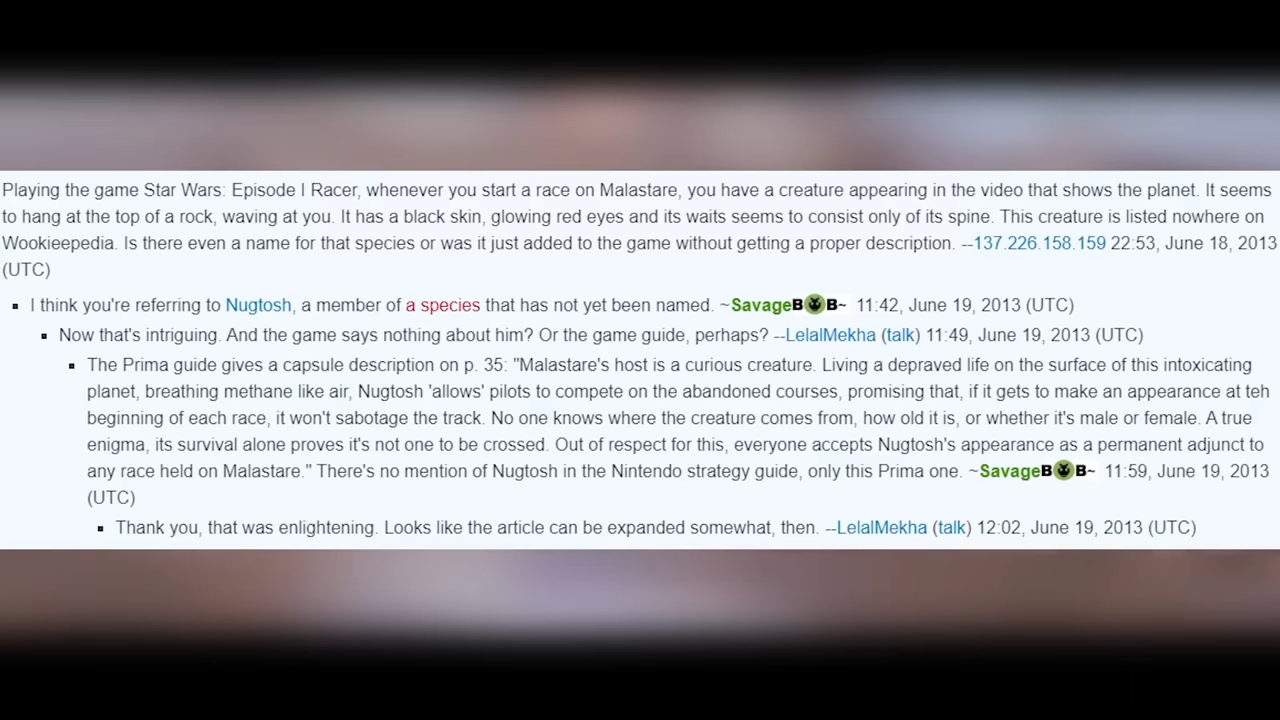 Playing the game Star Wars: Episode I Racer, whenever you start a race on Malastare, you have a creature appearing in the video that shows the planet. It seems
to hang at the top of a rock, waving at you. It has a black skin, glowing red eyes and its waits seems to consist only of its spine. This creature is listed nowhere on
Wookieepedia. Is there even a name for that species or was it just added to the game without getting a proper description. --137.226.158.159 22:53, June 18, 2013
(UTC)
I think you're referring to Nugtosh, a member of a species that has not yet been named. ~SavageBB~ 11:42, June 19, 2013 (UTC)
Now that's intriguing. And the game says nothing about him? Or the game guide, perhaps? --LelalMekha (talk) 11:49, June 19, 2013 (UTC)
The Prima guide gives a capsule description on p. 35: "Malastare's host is a curious creature. Living a depraved life on the surface of this intoxicating
planet, breathing methane like air, Nugtosh 'allows' pilots to compete on the abandoned courses, promising that, if it gets to make an appearance at teh
beginning of each race, it won't sabotage the track. No one knows where the creature comes from, how old it is, or whether it's male or female. A true
enigma, its survival alone proves it's not one to be crossed. Out of respect for this, everyone accepts Nugtosh's appearance as a permanent adjunct to
any race held on Malastare." There's no mention of Nugtosh in the Nintendo strategy guide, only this Prima one. ~SavageBB~ 11:59, June 19, 2013
(UTC)
Thank you, that was enlightening. Looks like the article can be expanded somewhat, then. --LelalMekha (talk) 12:02, June 19, 2013 (UTC)